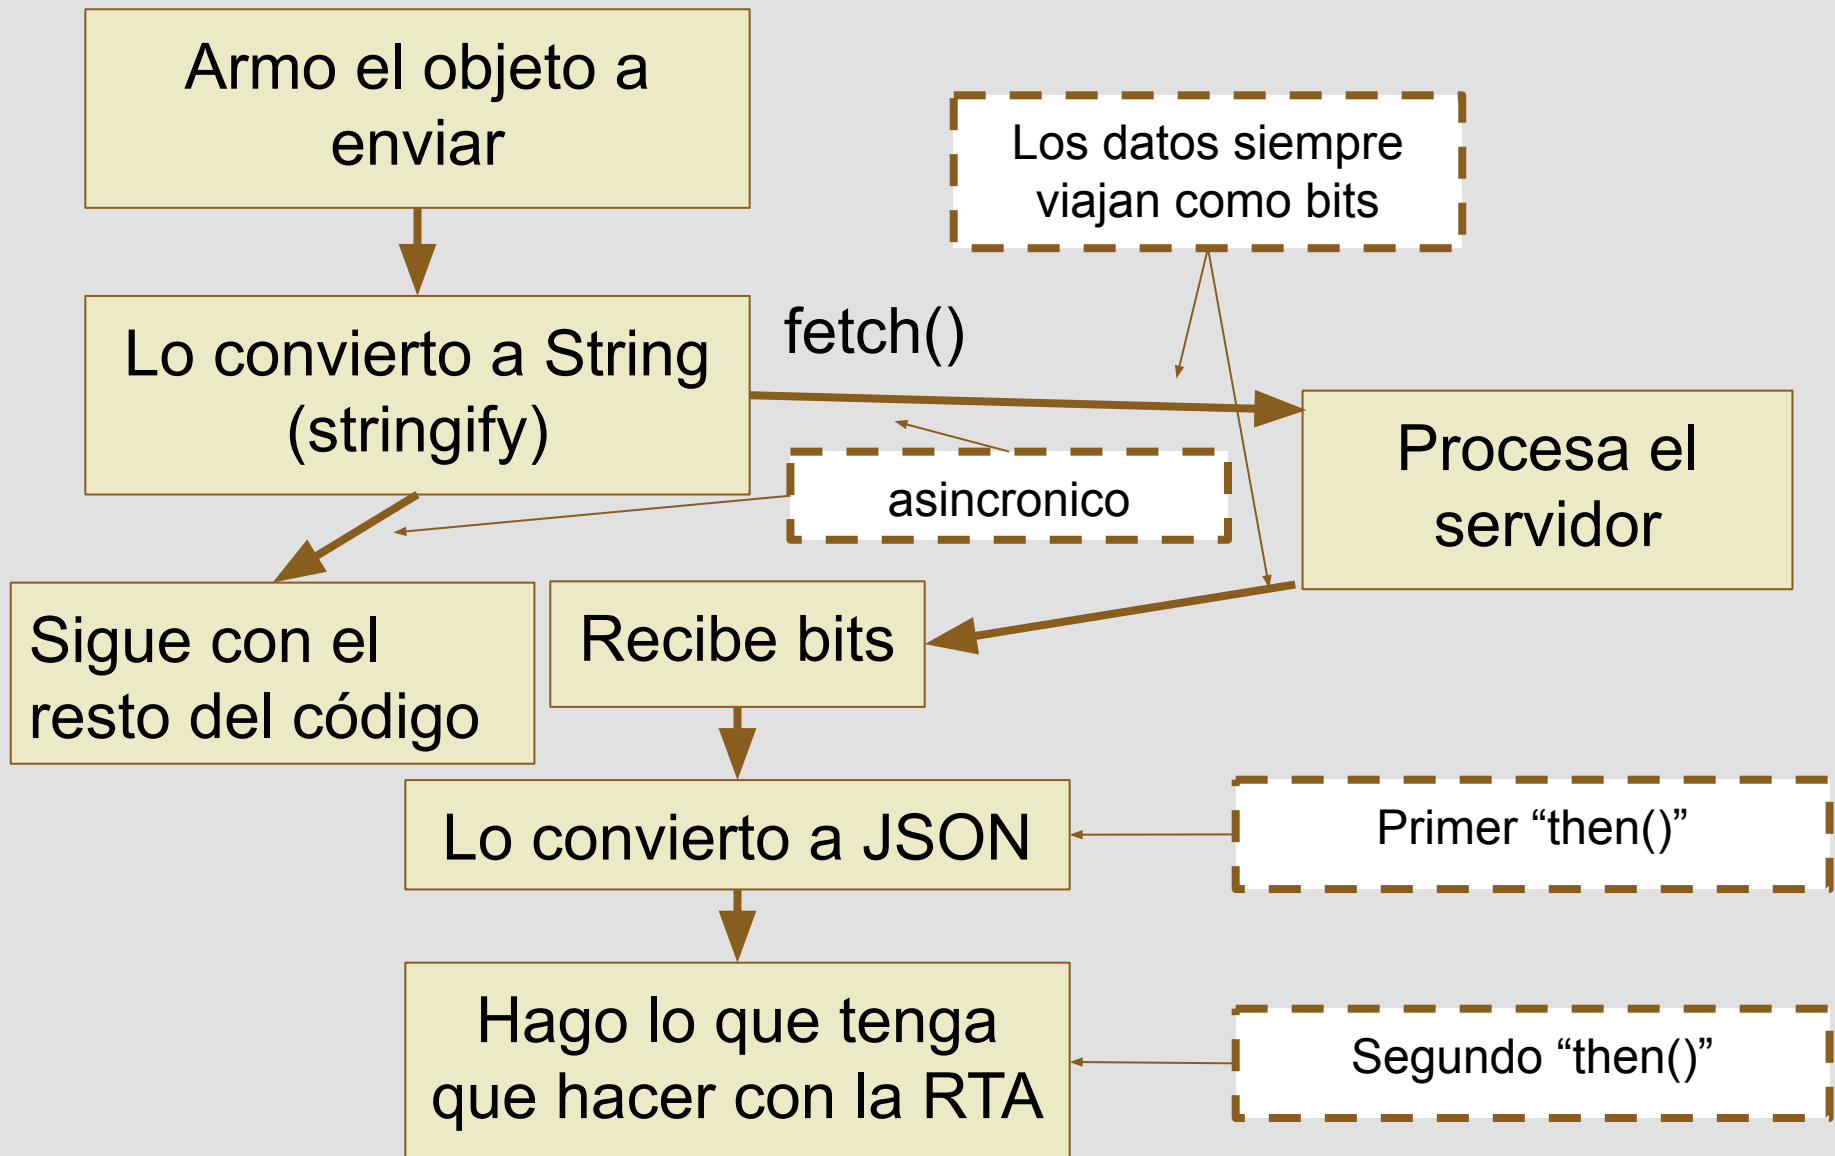 Armo el objeto a
enviar
Los datos siempre
viajan como bits
Lo convierto a String
(stringify)
fetch()
Procesa el
servidor
asincronico
Sigue con el
resto del código
Recibe bits
Lo convierto a JSON
Primer “then()”
Hago lo que tenga
que hacer con la RTA
Segundo “then()”